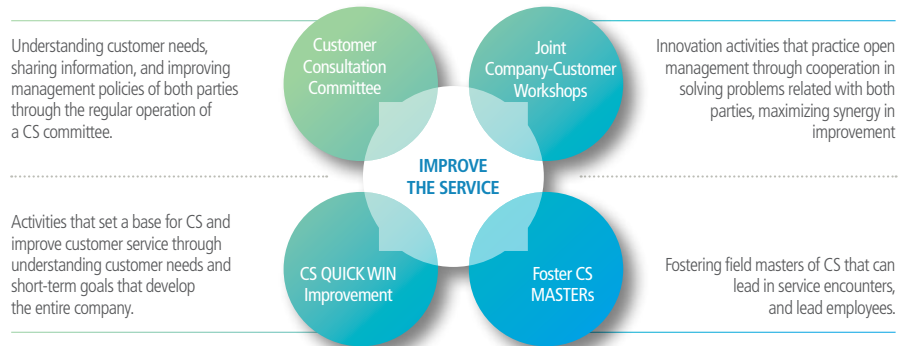 Understanding customer needs,
sharing information, and improving
management policies of both parties
through the regular operation of
a CS committee.
Customer
Consultation
Committee
Joint
Company-Customer
Workshops
Innovation activities that practice open
management through cooperation in
solving problems related with both
parties, maximizing synergy in
improvement
IMPROVE
THE SERVICE
Activities that set a base for CS and
improve customer service through
understanding customer needs and
short-term goals that develop
the entire company.
CS QUICK WIN
Improvement
Foster CS
MASTERs
Fostering field masters of CS that can
lead in service encounters,
and lead employees.